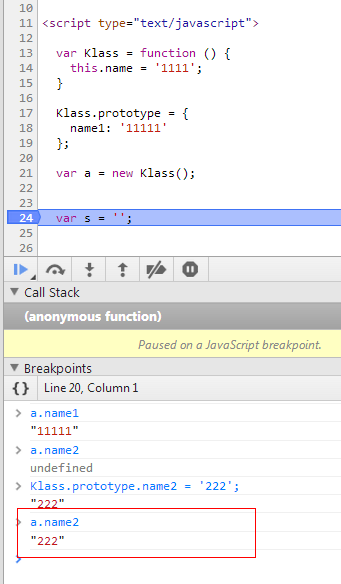 10
11 <script type="text/javascript">
12
13 var Klass = function () {
14 this.name = '1111';
15 }
16
17 Klass.prototype = {
18 name1: '11111'
19 };
20
21 var a = new Klass();
22
23
24 var s = '';
25
26
Call Stack
(anonymous function)
Paused on a JavaScript breakpoint.
Breakpoints
{} Line 20, Column 1
> a.name1
"11111"
> a.name2
undefined
> Klass.prototype.name2 = '222';
"222"
> a.name2
"222"
>